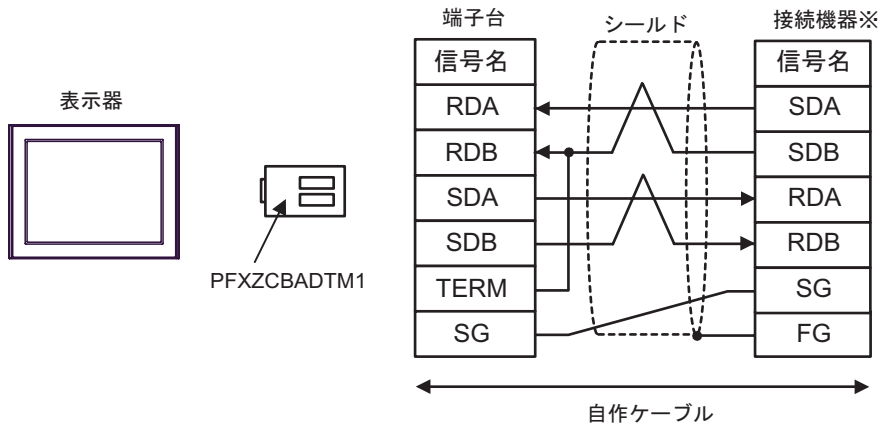 端子台
シールド
接続機器※
信号名
信号名
表示器
RDA
SDA
RDB
SDB
SDA
RDA
SDB
RDB
PFXZCBADTM1
TERM
SG
SG
FG
自作ケーブル